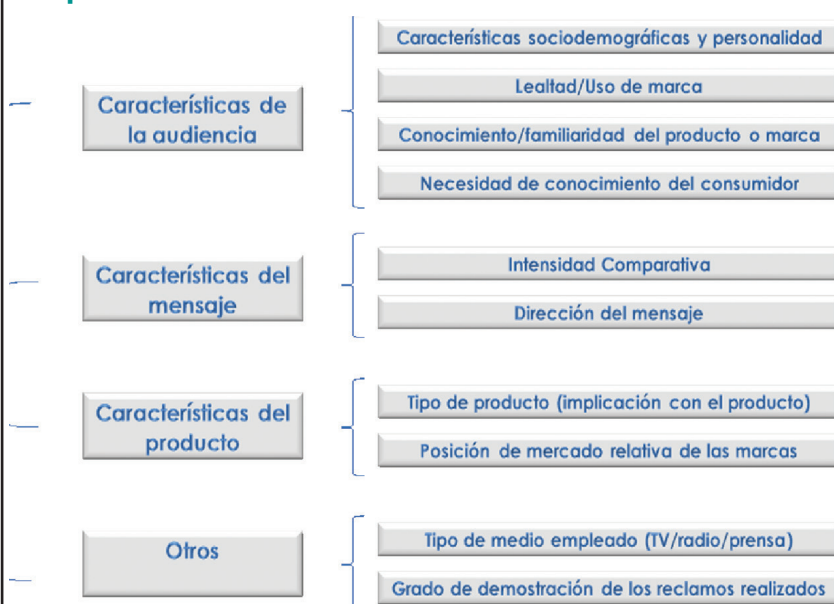 Características de
la audiencia
Características sociodemográficas y personalidad
Lealtad/Uso de marca
Conocimiento/familiaridad del producto o marca
Necesidad de conocimiento del consumidor
Características del
mensaje
Intensidad Comparativa
Dirección del mensaje
Características del
producto
Tipo de producto (implicación con el producto)
Posición de mercado relativa de las marcas
Otros
Tipo de medio empleado (TV/radio/prensa)
Grado de demostración de los reclamos realizados